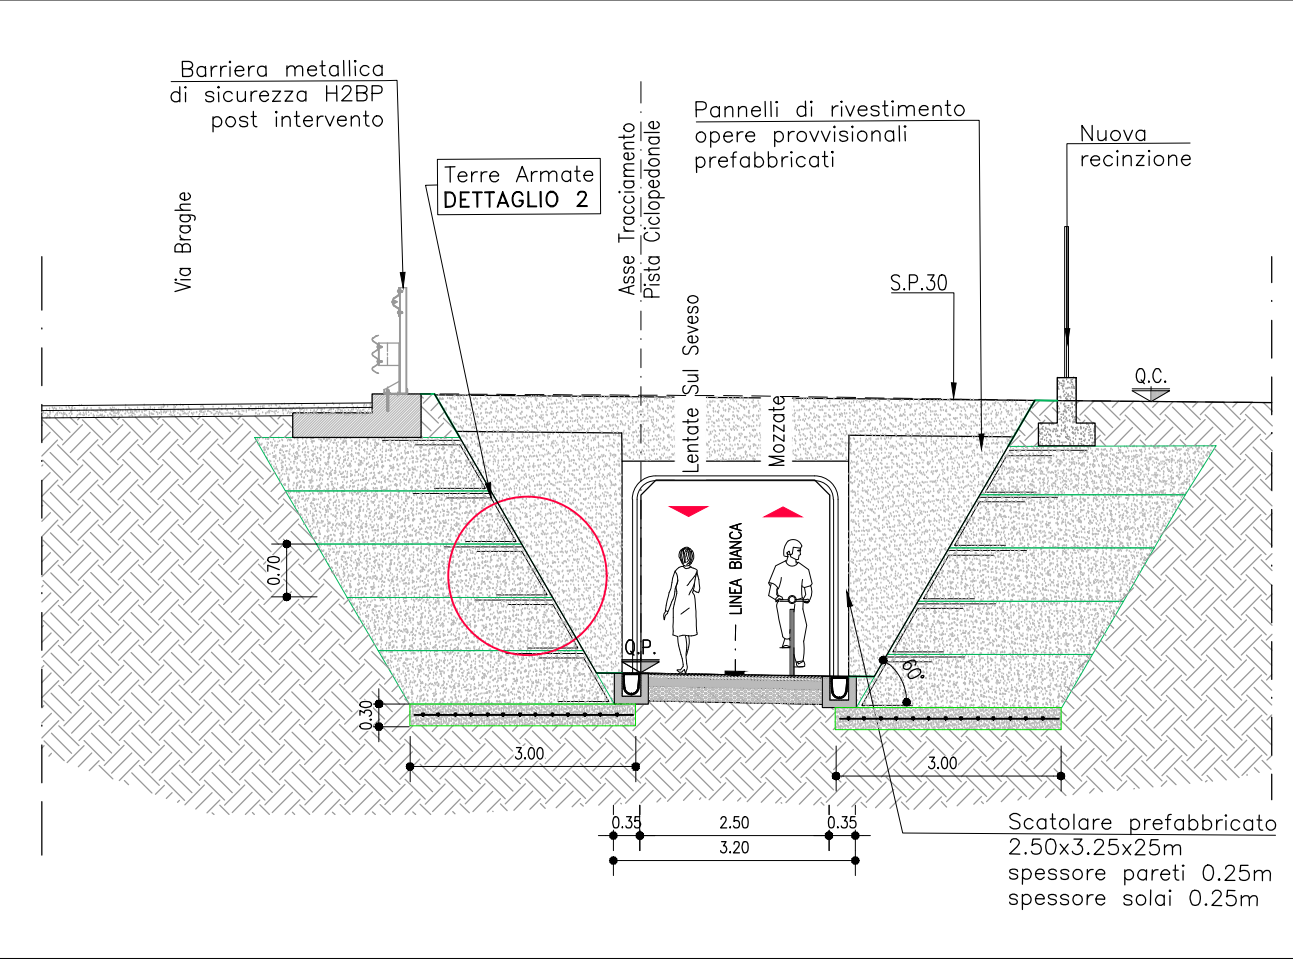 Barriera metallica
di sicurezza H2BP
post intervento
Terre Armate
DETTAGLIO 2
Via Braghe
Asse Tracciamento
Pista Ciclopedonale
Pannelli di rivestimento
opere provvisionali
prefabbricati
Nuova
recinzione
S.P.30
Q.C.
Lentate Sul Seveso
Mozzate
LINEA BIANCA
Q.P.
0.70
60°
0.30
3.00
3.00
0.35
2.50
0.35
3.20
Scatolare prefabbricato
2.50x3.25x25m
spessore pareti 0.25m
spessore solai 0.25m